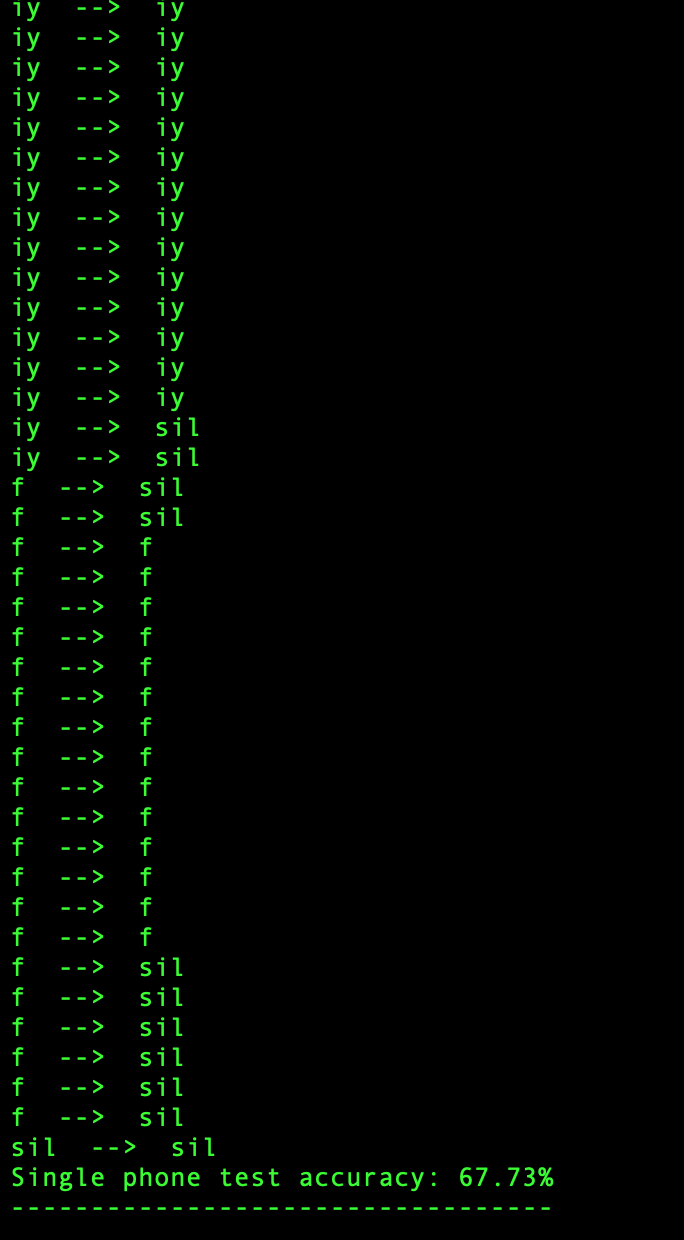 iy  -->  iy
iy  -->  iy
iy  -->  iy
iy  -->  iy
iy  -->  iy
iy  -->  iy
iy  -->  iy
iy  -->  iy
iy  -->  iy
iy  -->  iy
iy  -->  iy
iy  -->  iy
iy  -->  iy
iy  -->  iy
iy  -->  sil
iy  -->  sil
f  -->  sil
f  -->  sil
f  -->  f
f  -->  f
f  -->  f
f  -->  f
f  -->  f
f  -->  f
f  -->  f
f  -->  f
f  -->  f
f  -->  f
f  -->  f
f  -->  f
f  -->  f
f  -->  f
f  -->  sil
f  -->  sil
f  -->  sil
f  -->  sil
f  -->  sil
f  -->  sil
sil  -->  sil
Single phone test accuracy: 67.73%
----------------------------------